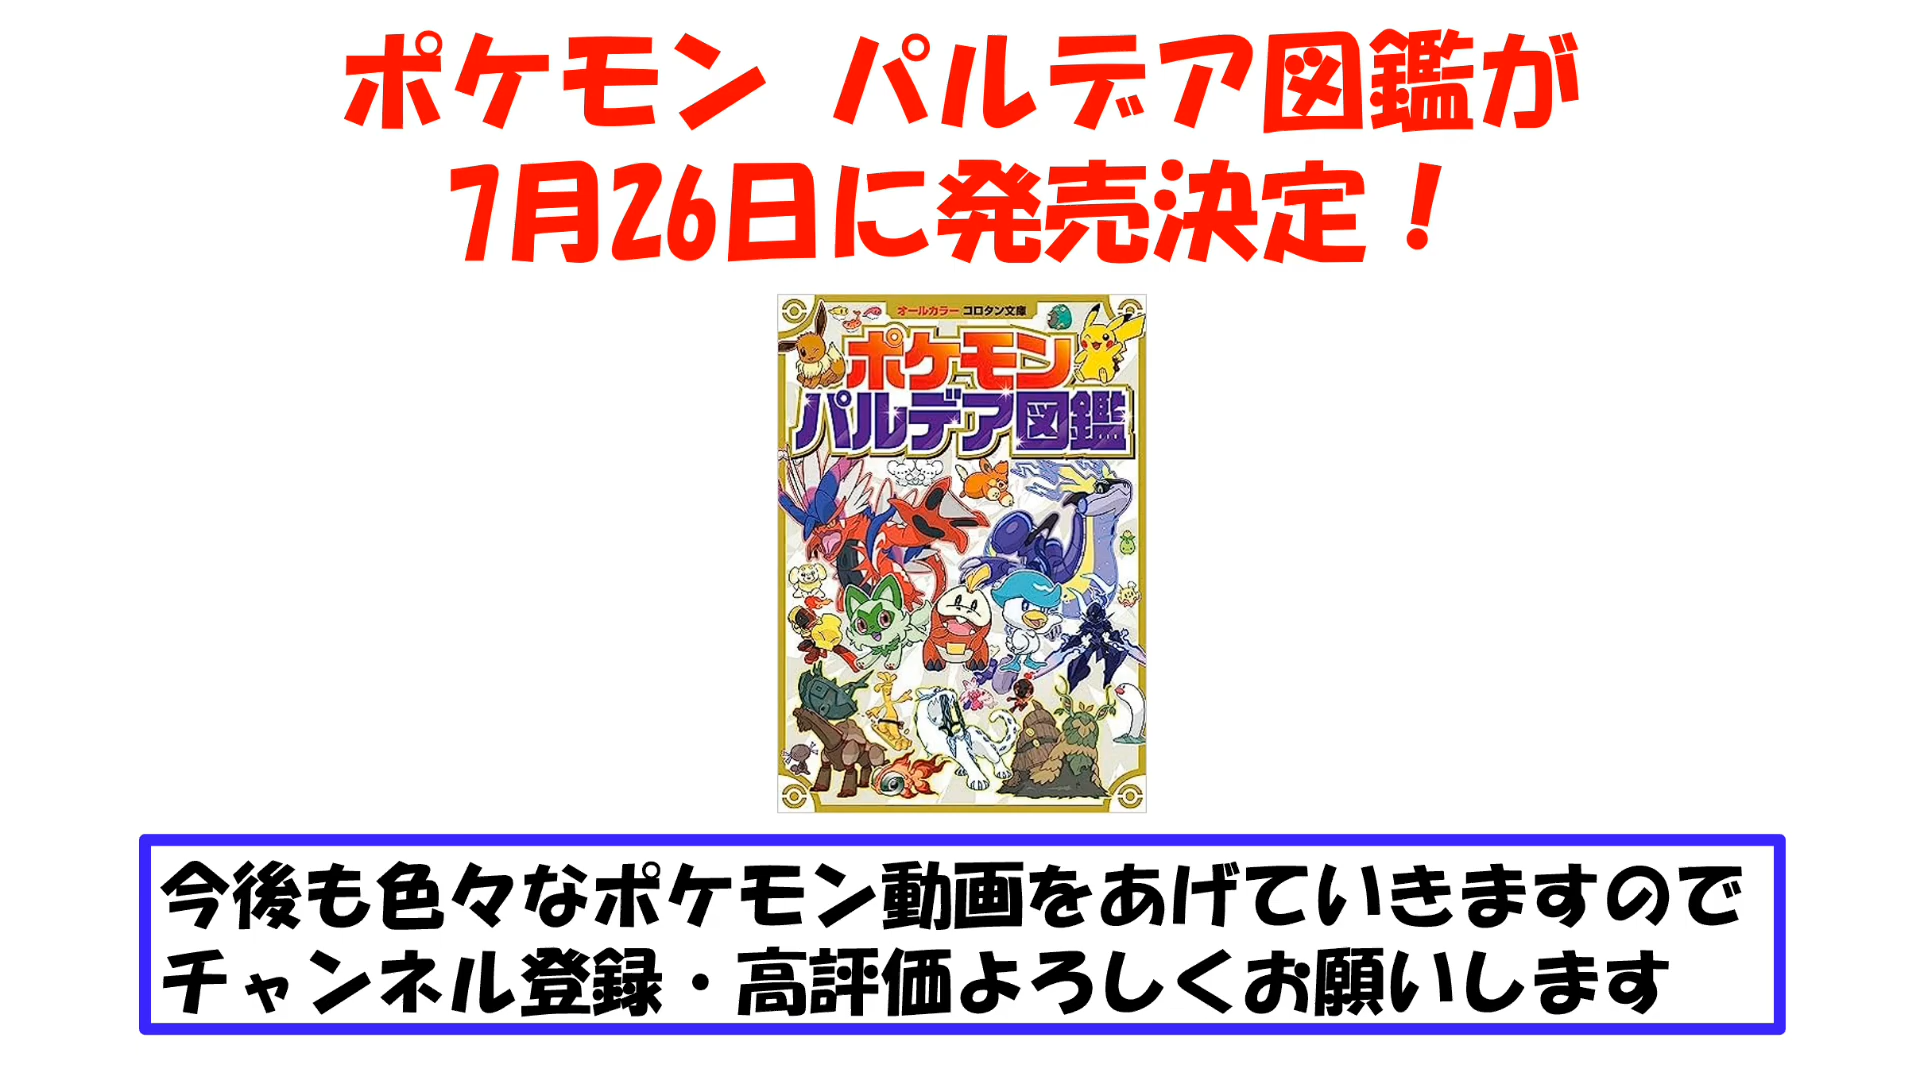 ポケモン パルデア図鑑が
7月26日に発売決定！
オールカラー コロタン文庫
ポケモン
パルデア図鑑
今後も色々なポケモン動画をあげていきますので
チャンネル登録・高評価よろしくお願いします